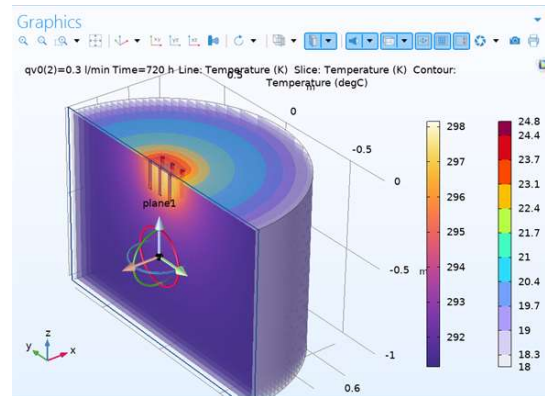 Graphics
qv0(2)=0.3 l/min Time=720 h Line: Temperature (K) Slice: Temperature (K) Contour:
Temperature (degC)
0.5
m
0
-0.5
0
-0.5
m
-1
0.6
plane1
z
y
x
298
297
296
295
294
293
292
24.8
24.4
23.7
23.1
22.4
21.7
21
20.4
19.7
19
18.3
18